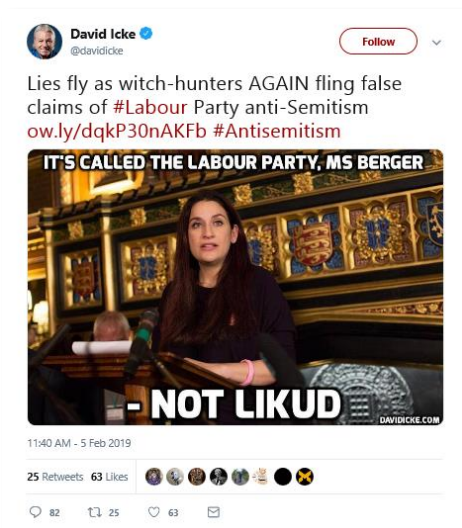 David Icke
@davidicke
Follow
Lies fly as witch-hunters AGAIN fling false
claims of #Labour Party anti-Semitism
ow.ly/dqkP30nAKFb #Antisemitism
IT'S CALLED THE LABOUR PARTY, MS BERGER
- NOT LIKUD
DAVIDICKE.COM
11:40 AM - 5 Feb 2019
25 Retweets 63 Likes
82 25 63